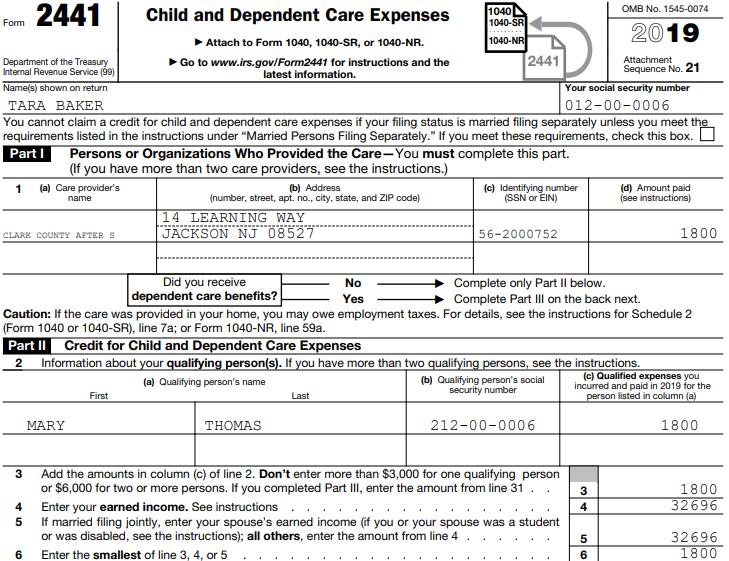 Form 2441
Department of the Treasury
Internal Revenue Service (99)
Child and Dependent Care Expenses
► Attach to Form 1040, 1040-SR, or 1040-NR.
► Go to www.irs.gov/Form2441 for instructions and the
latest information.
1040
1040-SR
1040-NR
2441
OMB No. 1545-0074
2019
Attachment
Sequence No. 21
Name(s) shown on return
TARA BAKER
Your social security number
012-00-0006
You cannot claim a credit for child and dependent care expenses if your filing status is married filing separately unless you meet the
requirements listed in the instructions under “Married Persons Filing Separately.” If you meet these requirements, check this box.
Part I Persons or Organizations Who Provided the Care—You must complete this part.
(If you have more than two care providers, see the instructions.)
1 (a) Care provider's
name
(b) Address
(number, street, apt. no., city, state, and ZIP code)
(c) Identifying number
(SSN or EIN)
(d) Amount paid
(see instructions)
14 LEARNING WAY
CLARK COUNTY AFTER S JACKSON NJ 08527 56-2000752 1800
Did you receive
dependent care benefits?
No Complete only Part II below.
Yes Complete Part III on the back next.
Caution: If the care was provided in your home, you may owe employment taxes. For details, see the instructions for Schedule 2
(Form 1040 or 1040-SR), line 7a; or Form 1040-NR, line 59a.
Part II Credit for Child and Dependent Care Expenses
2 Information about your qualifying person(s). If you have more than two qualifying persons, see the instructions.
(a) Qualifying person's name
First Last
(b) Qualifying person's social
security number
(c) Qualified expenses you
incurred and paid in 2019 for the
person listed in column (a)
MARY THOMAS 212-00-0006 1800
3 Add the amounts in column (c) of line 2. Don't enter more than $3,000 for one qualifying person
or $6,000 for two or more persons. If you completed Part III, enter the amount from line 31 . . 3 1800
4 Enter your earned income. See instructions . . . . . . . . . . . . . . . 4 32696
5 If married filing jointly, enter your spouse's earned income (if you or your spouse was a student
or was disabled, see the instructions); all others, enter the amount from line 4 . . . . . . 5 32696
6 Enter the smallest of line 3, 4, or 5 . . . . . . . . . . . . . . . . . . 6 1800